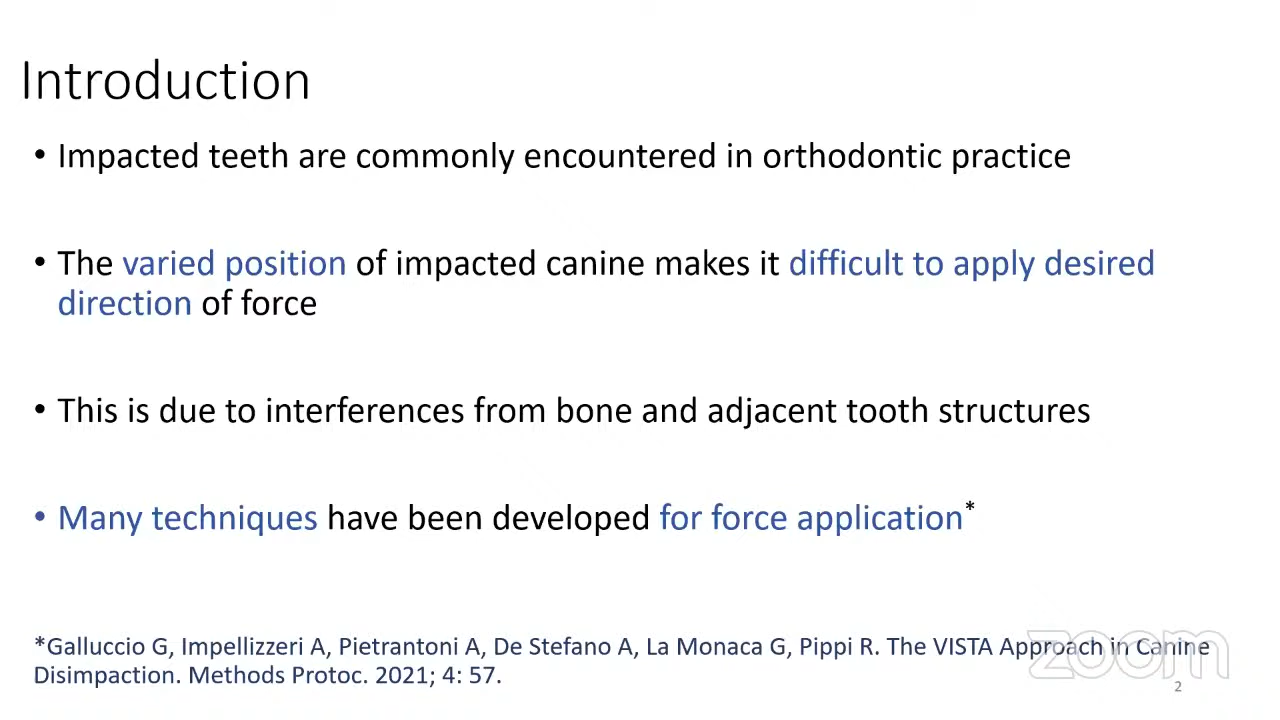 Introduction
• Impacted teeth are commonly encountered in orthodontic practice
• The varied position of impacted canine makes it difficult to apply desired
direction of force
• This is due to interferences from bone and adjacent tooth structures
• Many techniques have been developed for force application*
*Galluccio G, Impellizzeri A, Pietrantoni A, De Stefano A, La Monaca G, Pippi R. The VISTA Approach in Canine
Disimpaction. Methods Protoc. 2021; 4: 57.
zoom
2